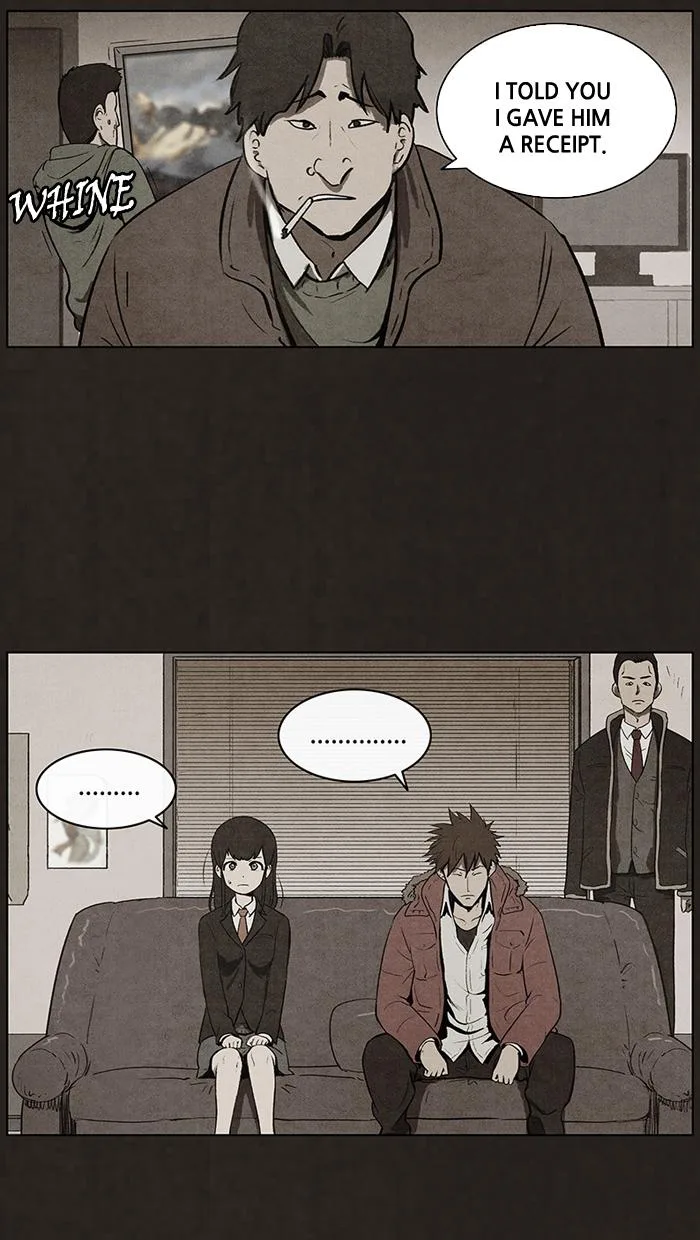 I TOLD YOU
I GAVE HIM
A RECEIPT.
WHINE
..............
.........